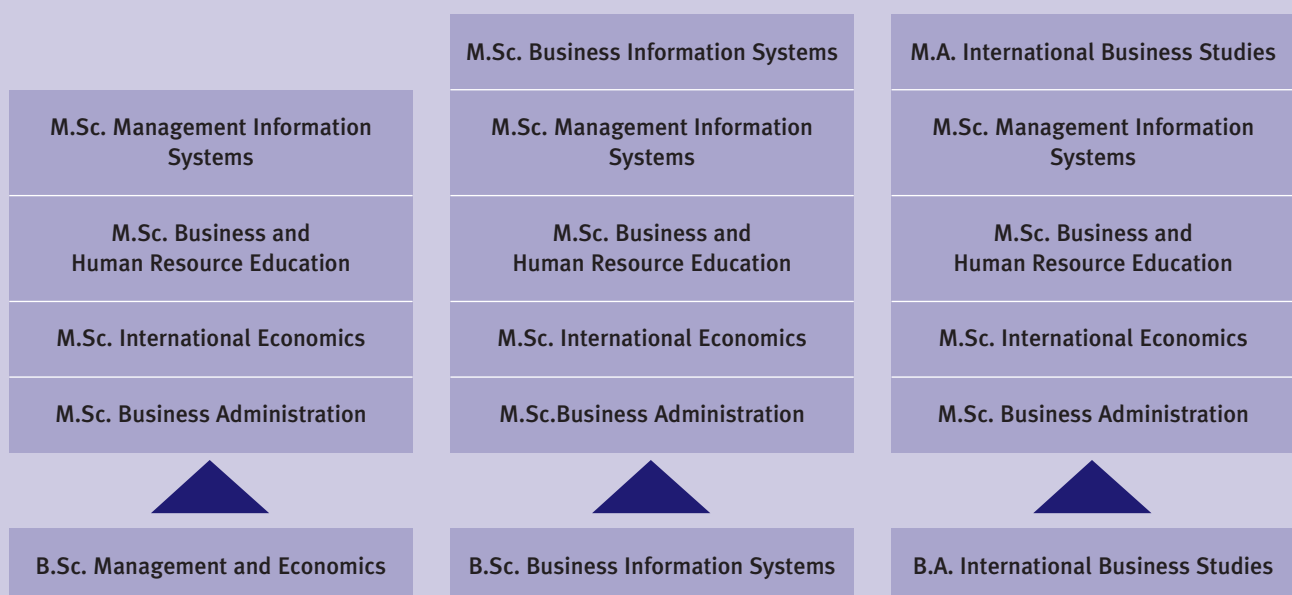 M.Sc. Management Information
Systems
M.Sc. Business and
Human Resource Education
M.Sc. International Economics
M.Sc. Business Administration
B.Sc. Management and Economics
M.Sc. Business Information Systems
M.Sc. Management Information
Systems
M.Sc. Business and
Human Resource Education
M.Sc. International Economics
M.Sc.Business Administration
B.Sc. Business Information Systems
M.A. International Business Studies
M.Sc. Management Information
Systems
M.Sc. Business and
Human Resource Education
M.Sc. International Economics
M.Sc. Business Administration
B.A. International Business Studies